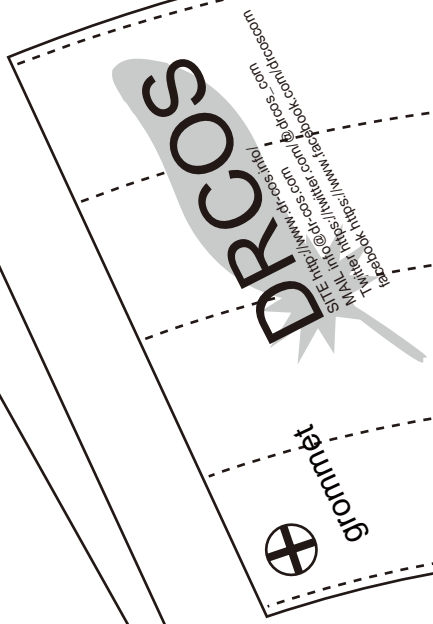 DRCOS
SITE http://www.dr-cos.info/
MAIL info@dr-cos.com
Twitter https://twitter.com/@drcos_com
facebook https://www.facebook.com/drcoscom
grommet